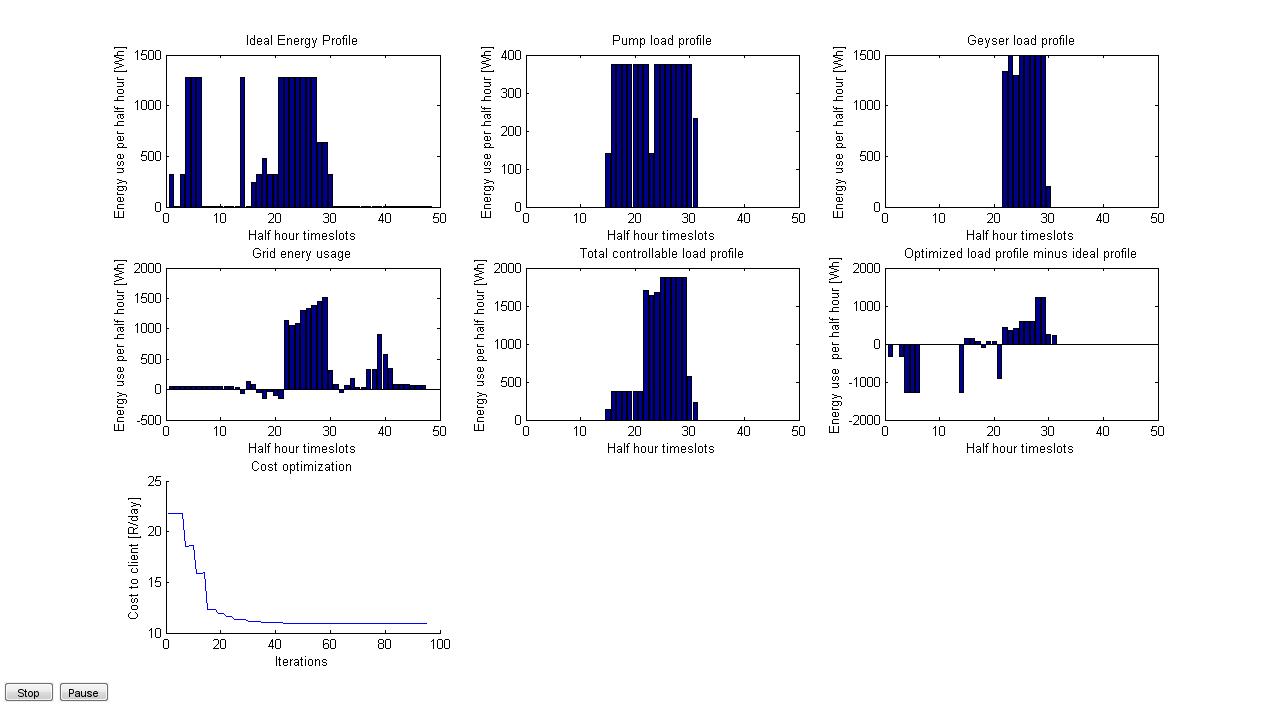 Ideal Energy Profile
Energy use per half hour [Wh]
1500
1000
500
0
0 10 20 30 40 50
Half hour timeslots
Pump load profile
Energy use per half hour [Wh]
400
300
200
100
0
0 10 20 30 40 50
Half hour timeslots
Geyser load profile
Energy use per half hour [Wh]
1500
1000
500
0
0 10 20 30 40 50
Half hour timeslots
Grid enery usage
Energy use per half hour [Wh]
2000
1500
1000
500
0
-500
0 10 20 30 40 50
Half hour timeslots
Total controllable load profile
Energy use per half hour [Wh]
2000
1500
1000
500
0
0 10 20 30 40 50
Half hour timeslots
Optimized load profile minus ideal profile
Energy use per half hour [Wh]
2000
1000
0
-1000
-2000
0 10 20 30 40 50
Half hour timeslots
Cost optimization
Cost to client [R/day]
25
20
15
10
0 20 40 60 80 100
Iterations
Stop Pause